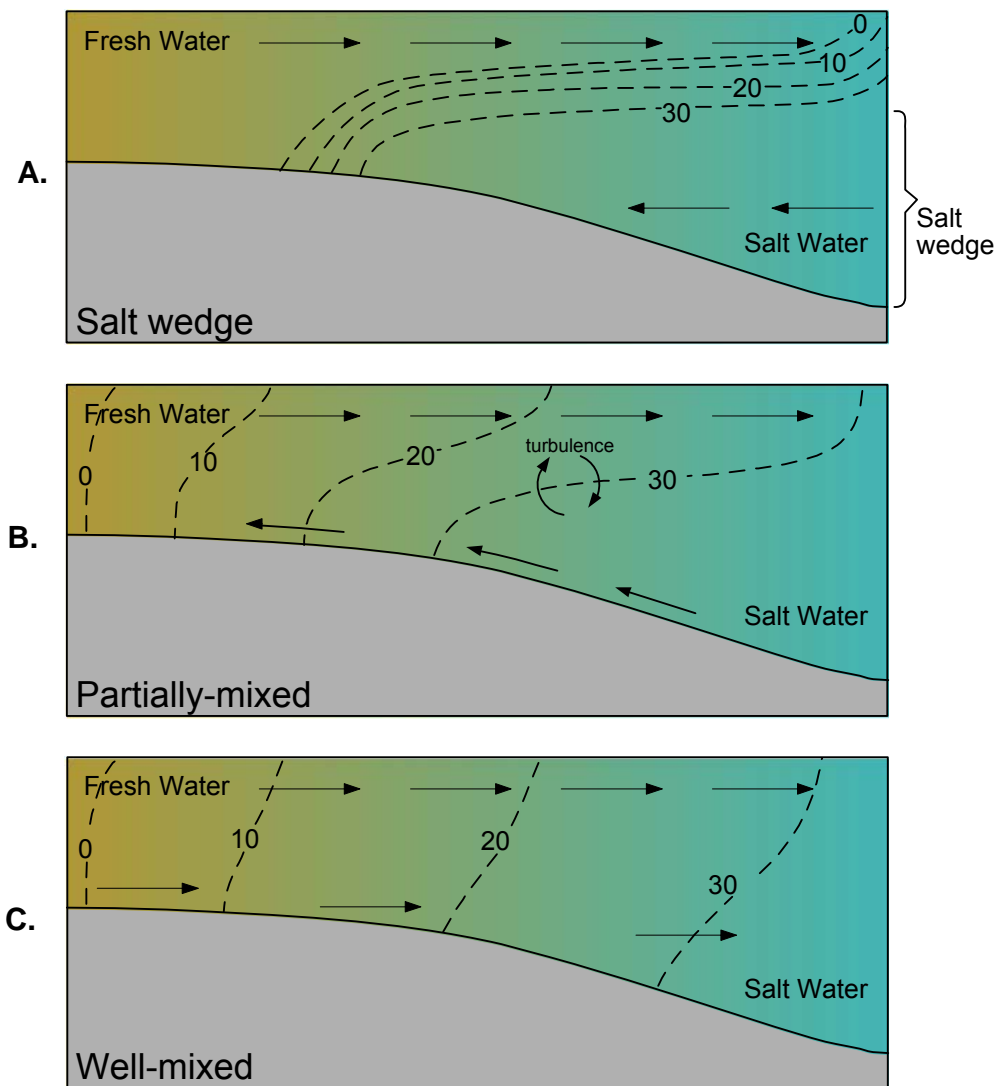 A.
Fresh Water
0
10
20
30
Salt Water
Salt
wedge
Salt wedge
B.
Fresh Water
0
10
20
turbulence
30
Salt Water
Partially-mixed
C.
Fresh Water
0
10
20
30
Salt Water
Well-mixed